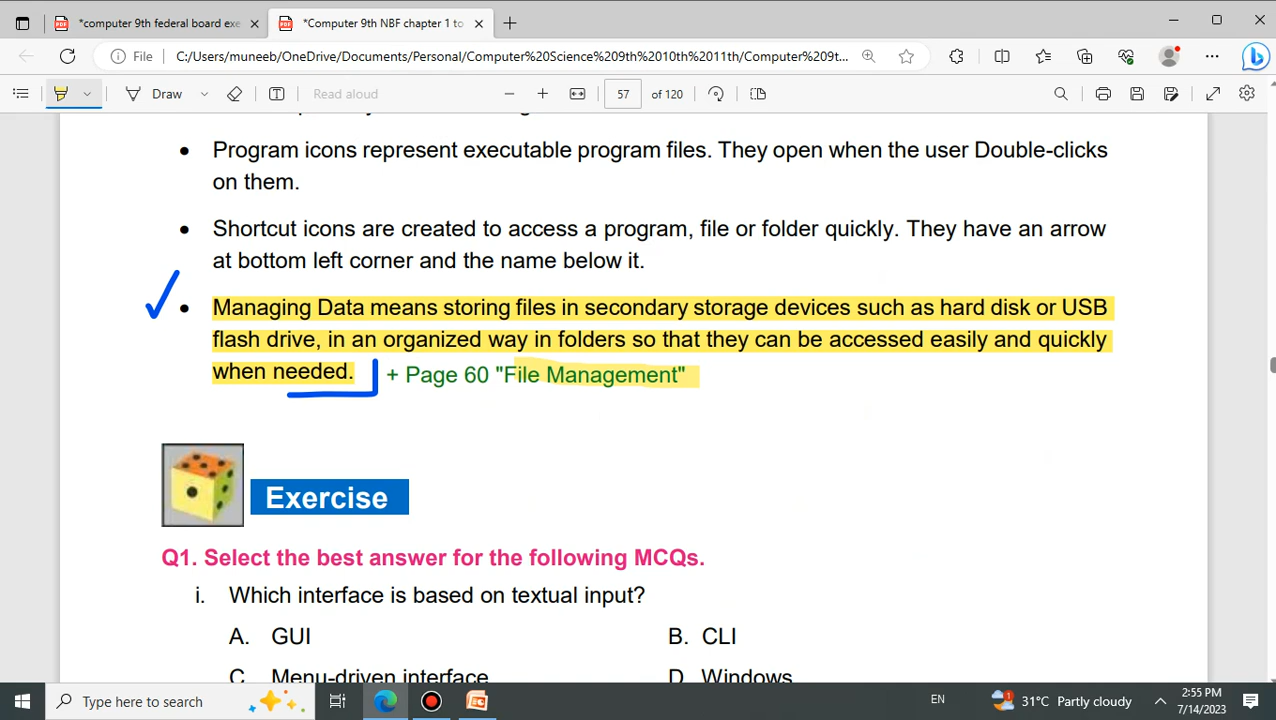 *computer 9th federal board exe
*Computer 9th NBF chapter 1 to
File
C:/Users/muneeb/OneDrive/Documents/Personal/Computer%20Science%209th%2010th%2011th/Computer%209t...
Draw
Read aloud
57 of 120
Program icons represent executable program files. They open when the user Double-clicks
on them.
Shortcut icons are created to access a program, file or folder quickly. They have an arrow
at bottom left corner and the name below it.
Managing Data means storing files in secondary storage devices such as hard disk or USB
flash drive, in an organized way in folders so that they can be accessed easily and quickly
when needed. + Page 60 "File Management"
Exercise
Q1. Select the best answer for the following MCQs.
i. Which interface is based on textual input?
A. GUI B. CLI
C. Menu-driven interface D. Windows
Type here to search
EN
1
31°C Partly cloudy
2:55 PM
7/14/2023